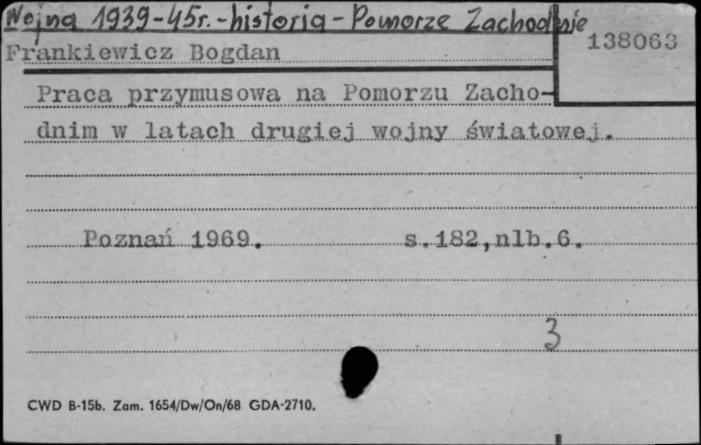 Wojna 1939-45r.-historia-Pomorze Zachodnie
138063
Frankiewicz Bogdan
Praca przymusowa na Pomorzu Zacho-
dnim w latach drugiej wojny światowej.
Poznań 1969. s.182,nlb.6.
3
CWD B-15b. Zam. 1654/Dw/On/68 GDA-2710.